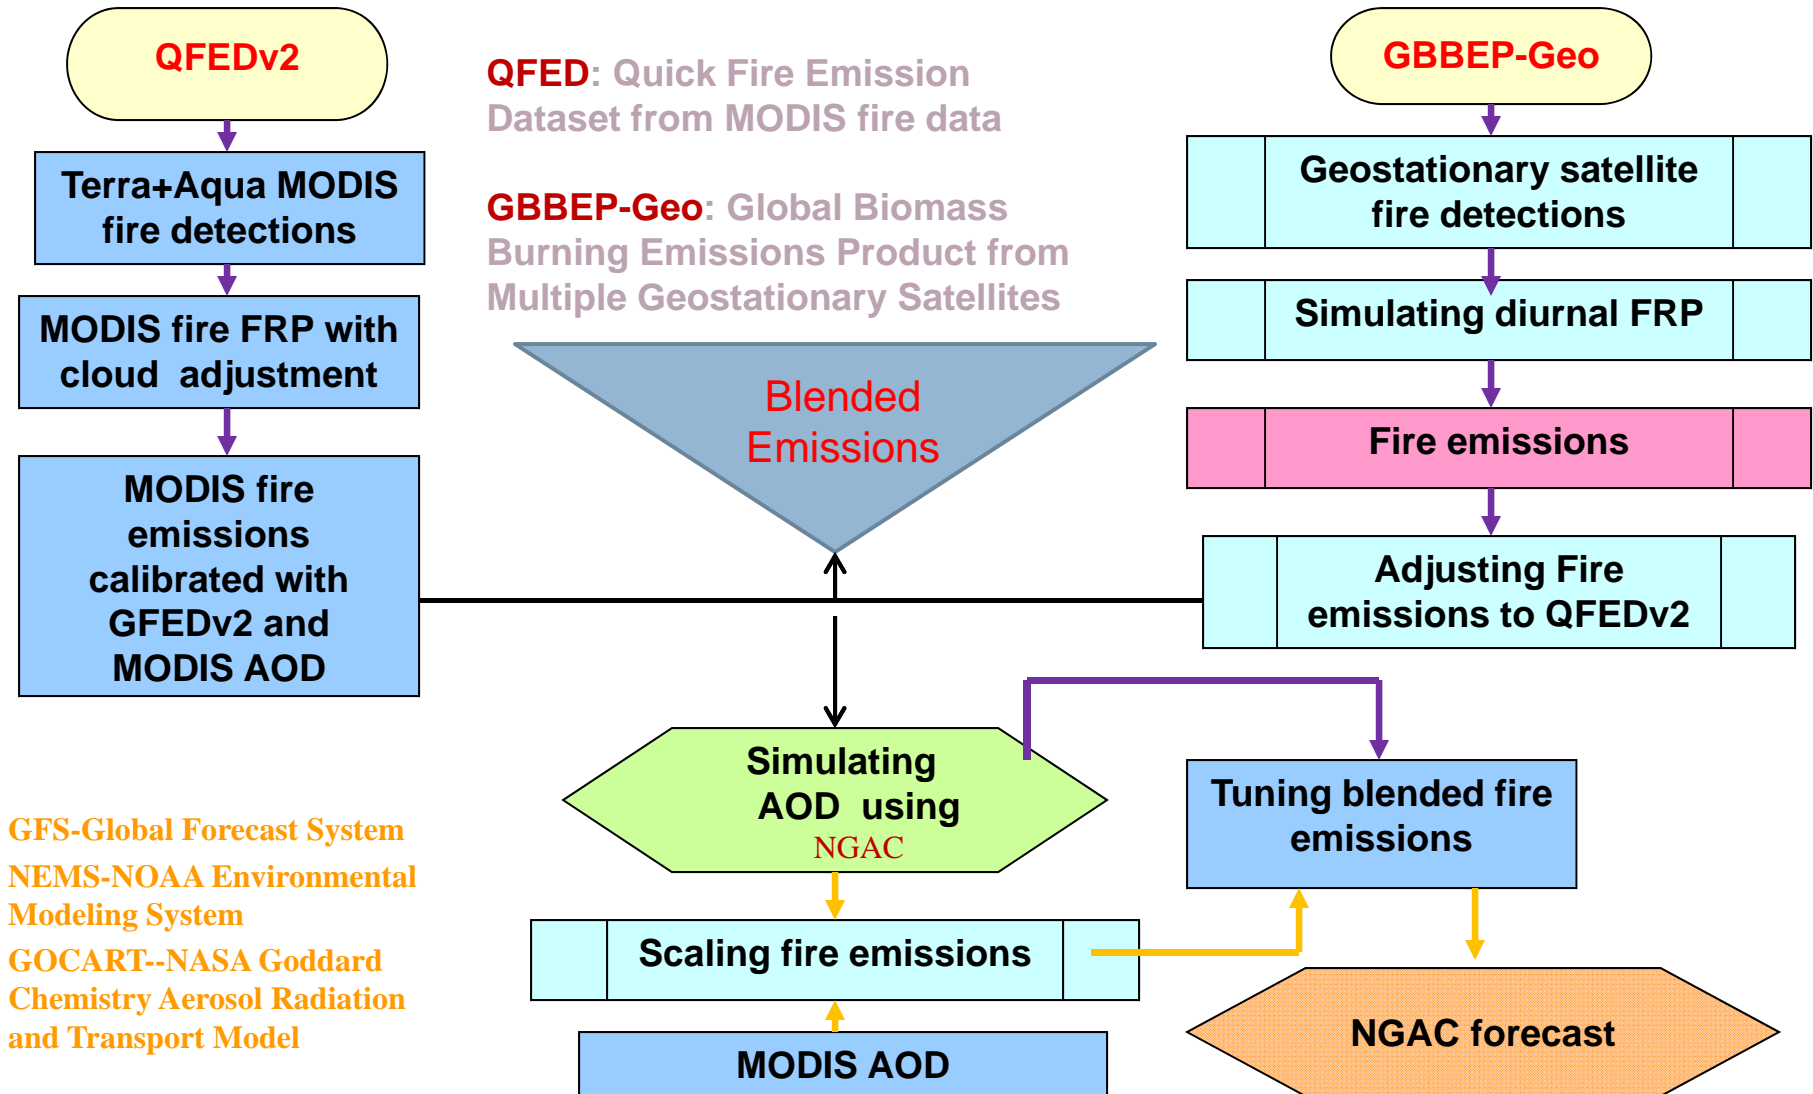 QFEDv2
Terra+Aqua MODIS
fire detections
MODIS fire FRP with
cloud adjustment
MODIS fire
emissions
calibrated with
GFEDv2 and
MODIS AOD
QFED: Quick Fire Emission
Dataset from MODIS fire data
GBBEP-Geo: Global Biomass
Burning Emissions Product from
Multiple Geostationary Satellites
Blended
Emissions
GBBEP-Geo
Geostationary satellite
fire detections
Simulating diurnal FRP
Fire emissions
Adjusting Fire
emissions to QFEDv2
Simulating
AOD using
NGAC
Tuning blended fire
emissions
Scaling fire emissions
MODIS AOD
NGAC forecast
GFS-Global Forecast System
NEMS-NOAA Environmental
Modeling System
GOCART--NASA Goddard
Chemistry Aerosol Radiation
and Transport Model